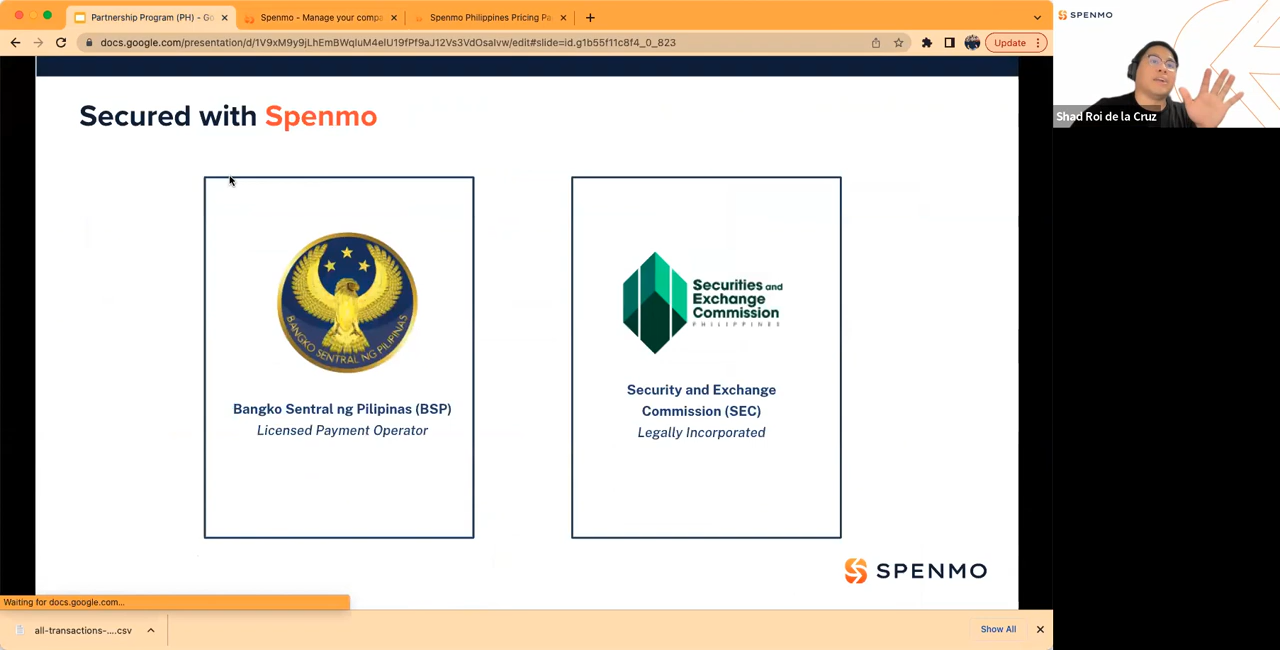 Partnership Program (PH) - Go
Spenmo - Manage your compa
Spenmo Philippines Pricing Pa
docs.google.com/presentation/d/1V9xM9y9jLhEmBWqluM4elU19fPf9aJ12Vs3VdOsalvw/edit#slide=id.g1b55f11c8f4_0_823
Update
SPENMO
Shad Roi de la Cruz
Secured with Spenmo
BANGKO SENTRAL NG PILIPINAS
Bangko Sentral ng Pilipinas (BSP)
Licensed Payment Operator
Securities and
Exchange
Commission
PHILIPPINES
Security and Exchange
Commission (SEC)
Legally Incorporated
SPENMO
Waiting for docs.google.com...
all-transactions-....csv
Show All